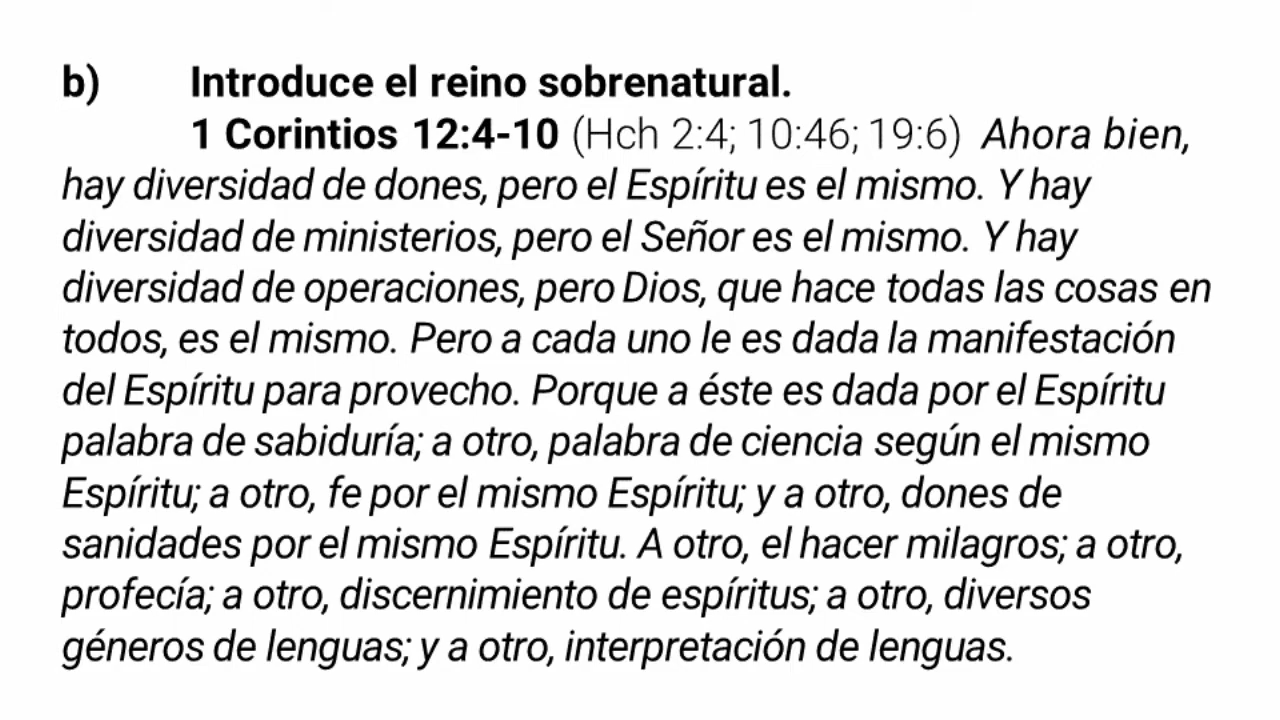 b) Introduce el reino sobrenatural.
1 Corintios 12:4-10 (Hch 2:4; 10:46; 19:6) Ahora bien,
hay diversidad de dones, pero el Espíritu es el mismo. Y hay
diversidad de ministerios, pero el Señor es el mismo. Y hay
diversidad de operaciones, pero Dios, que hace todas las cosas en
todos, es el mismo. Pero a cada uno le es dada la manifestación
del Espíritu para provecho. Porque a éste es dada por el Espíritu
palabra de sabiduría; a otro, palabra de ciencia según el mismo
Espíritu; a otro, fe por el mismo Espíritu; y a otro, dones de
sanidades por el mismo Espíritu. A otro, el hacer milagros; a otro,
profecía; a otro, discernimiento de espíritus; a otro, diversos
géneros de lenguas; y a otro, interpretación de lenguas.